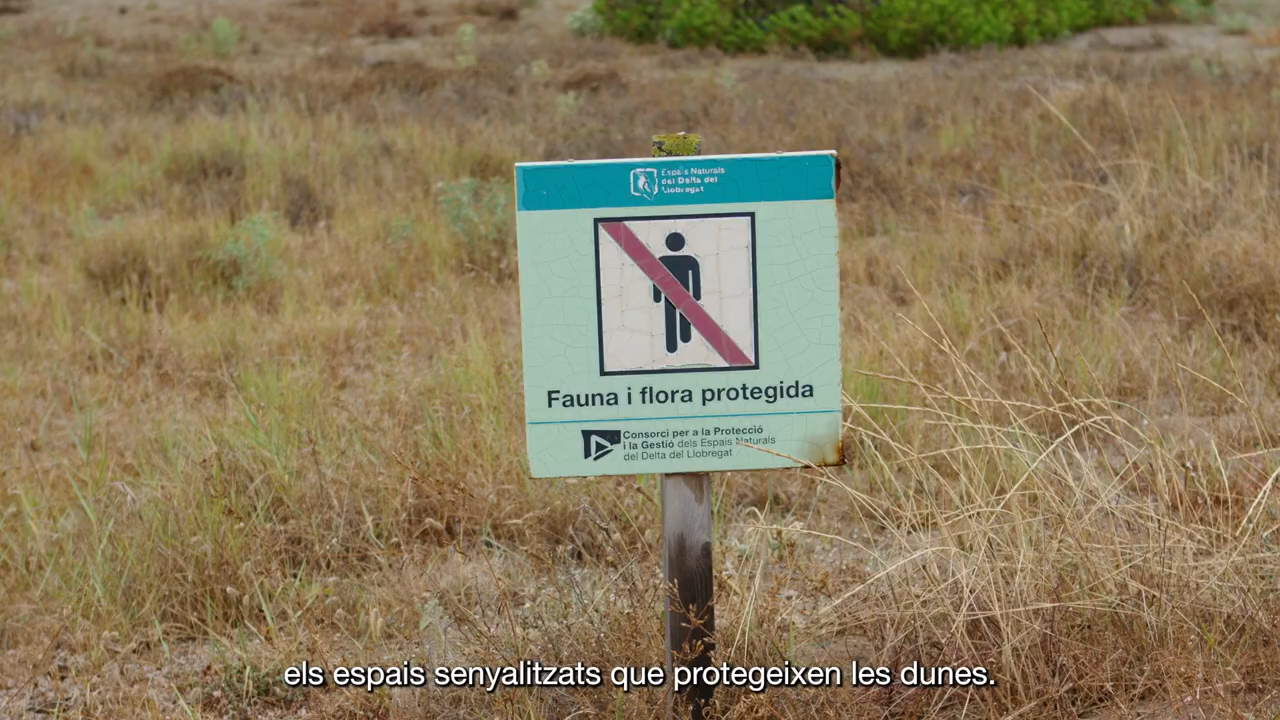 Espais Naturals
del Delta del
Llobregat
Fauna i flora protegida
Consorci per a la Protecció
i la Gestió dels Espais Naturals
del Delta del Llobregat
els espais senyalitzats que protegeixen les dunes.